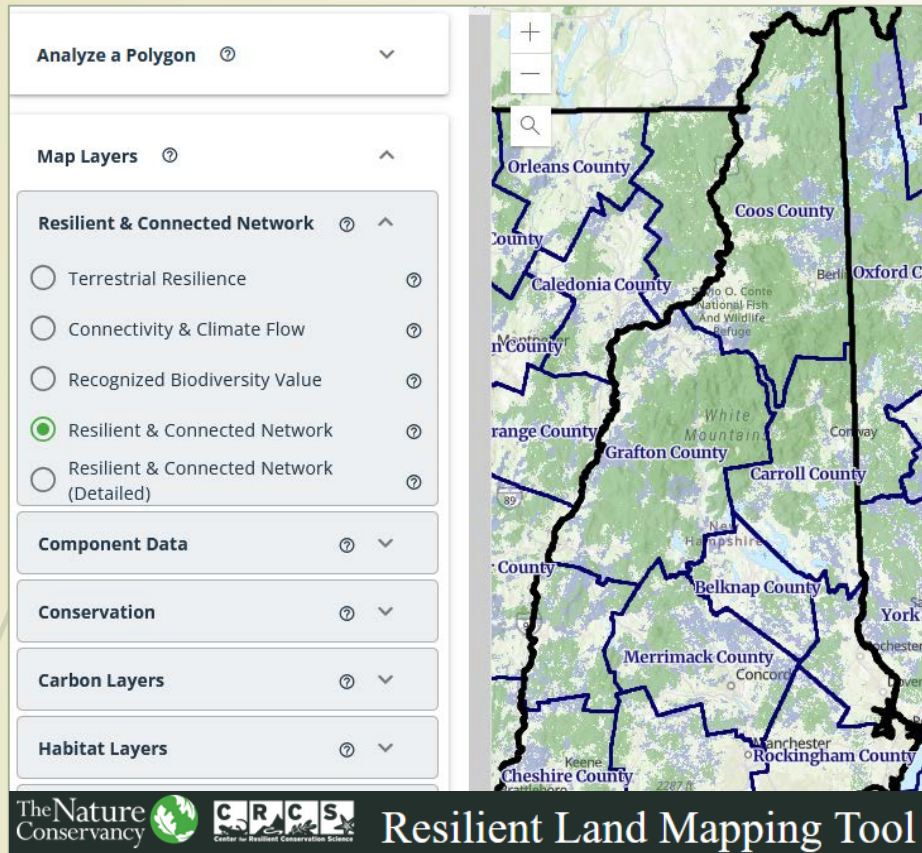 Analyze a Polygon
Map Layers
Resilient & Connected Network
Terrestrial Resilience
Connectivity & Climate Flow
Recognized Biodiversity Value
Resilient & Connected Network
Resilient & Connected Network
(Detailed)
Component Data
Conservation
Carbon Layers
Habitat Layers
Orleans County
Coos County
County
Caledonia County
Oxford C
Berli
io O. Conte
National Fish
And Wildlife
Refuge
n County
White
Mountains
range County
Grafton County
Conway
Carroll County
89
New
Hampshire
County
Belknap County
York
Merrimack County
Concord
Manchester
Rockingham County
Keene
Cheshire County
2287 ft
The Nature
Conservancy
C R C S
Center for Resilient Conservation Science
Resilient Land Mapping Tool